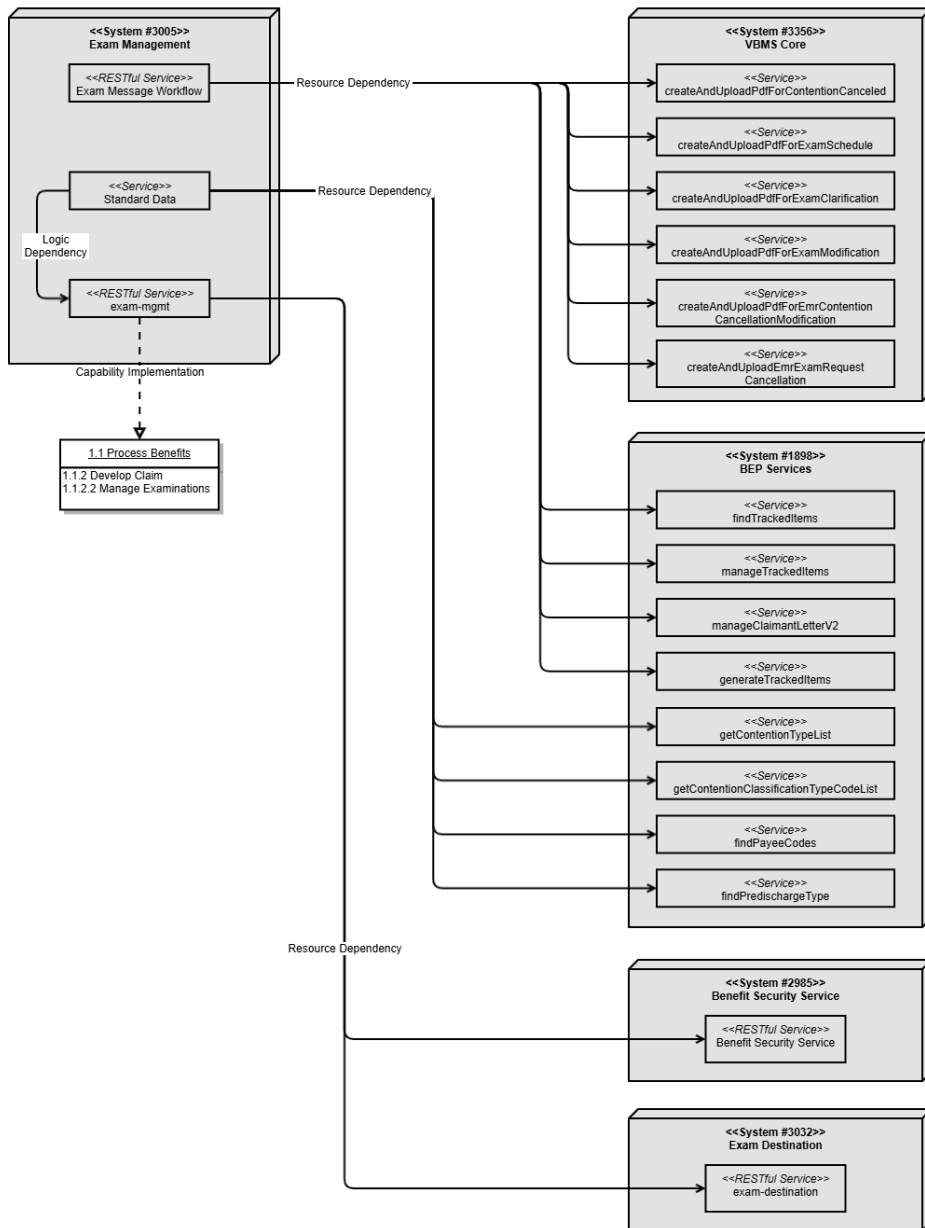 <<System #3005>>
Exam Management
<<RESTful Service>>
Exam Message Workflow
<<Service>>
Standard Data
Logic
Dependency
<<RESTful Service>>
exam-mgmt
Capability Implementation
1.1 Process Benefits
1.1.2 Develop Claim
1.1.2.2 Manage Examinations
Resource Dependency
Resource Dependency
Resource Dependency
<<System #3356>>
VBMS Core
<<Service>>
createAndUploadPdfForContentionCanceled
<<Service>>
createAndUploadPdfForExamSchedule
<<Service>>
createAndUploadPdfForExamClarification
<<Service>>
createAndUploadPdfForExamModification
<<Service>>
createAndUploadPdfForEmrContention
CancellationModification
<<Service>>
createAndUploadEmrExamRequest
Cancellation
<<System #1898>>
BEP Services
<<Service>>
findTrackedItems
<<Service>>
manageTrackedItems
<<Service>>
manageClaimantLetterV2
<<Service>>
generateTrackedItems
<<Service>>
getContentionTypeList
<<Service>>
getContentionClassificationTypeCodeList
<<Service>>
findPayeeCodes
<<Service>>
findPredischargeType
<<System #2985>>
Benefit Security Service
<<RESTful Service>>
Benefit Security Service
<<System #3032>>
Exam Destination
<<RESTful Service>>
exam-destination